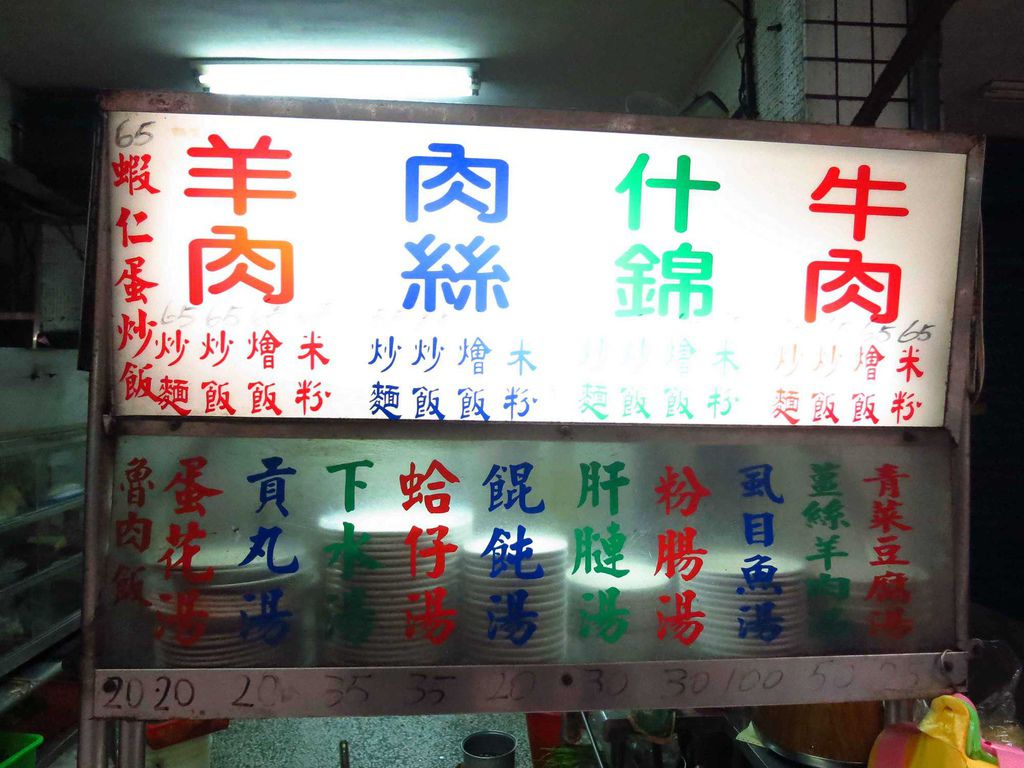 65
蝦仁蛋炒飯
羊肉
65 65 65
炒麵 炒飯 燴飯 米粉
肉絲
炒麵 炒飯 燴飯 米粉
什錦
炒麵 炒飯 燴飯 米粉
牛肉
65 65
炒麵 炒飯 燴飯 米粉
魯肉飯
蛋花湯
貢丸湯
下水湯
蛤仔湯
餛飩湯
肝腱湯
粉腸湯
虱目魚湯
薑絲羊肉湯
青菜豆腐湯
20 20 20 35 35 20 30 30 100 50 25